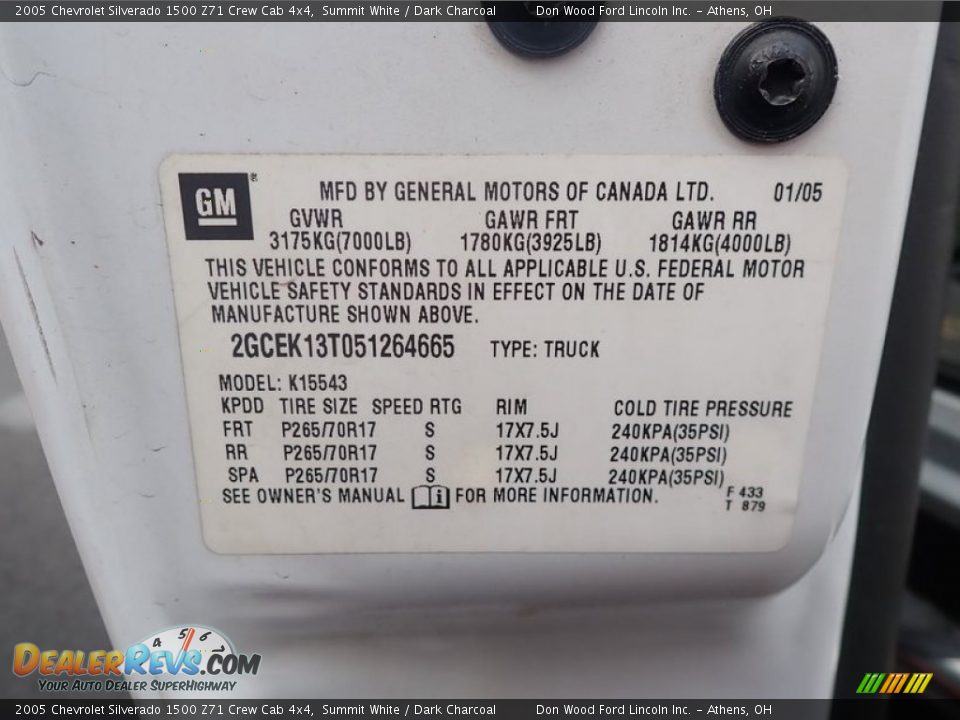 2005 Chevrolet Silverado 1500 Z71 Crew Cab 4x4, Summit White / Dark Charcoal Don Wood Ford Lincoln Inc. - Athens, OH
GM®
MFD BY GENERAL MOTORS OF CANADA LTD. 01/05
GVWR GAWR FRT GAWR RR
3175KG(7000LB) 1780KG(3925LB) 1814KG(4000LB)
THIS VEHICLE CONFORMS TO ALL APPLICABLE U.S. FEDERAL MOTOR
VEHICLE SAFETY STANDARDS IN EFFECT ON THE DATE OF
MANUFACTURE SHOWN ABOVE.
2GCEK13T051264665 TYPE: TRUCK
MODEL: K15543
KPDD TIRE SIZE SPEED RTG RIM COLD TIRE PRESSURE
FRT P265/70R17 S 17X7.5J 240KPA(35PSI)
RR P265/70R17 S 17X7.5J 240KPA(35PSI)
SPA P265/70R17 S 17X7.5J 240KPA(35PSI)
SEE OWNER'S MANUAL i FOR MORE INFORMATION.
F 433
T 879
4 5 6
DEALERREVS.COM
YOUR AUTO DEALER SUPERHIGHWAY
2005 Chevrolet Silverado 1500 Z71 Crew Cab 4x4, Summit White / Dark Charcoal Don Wood Ford Lincoln Inc. - Athens, OH